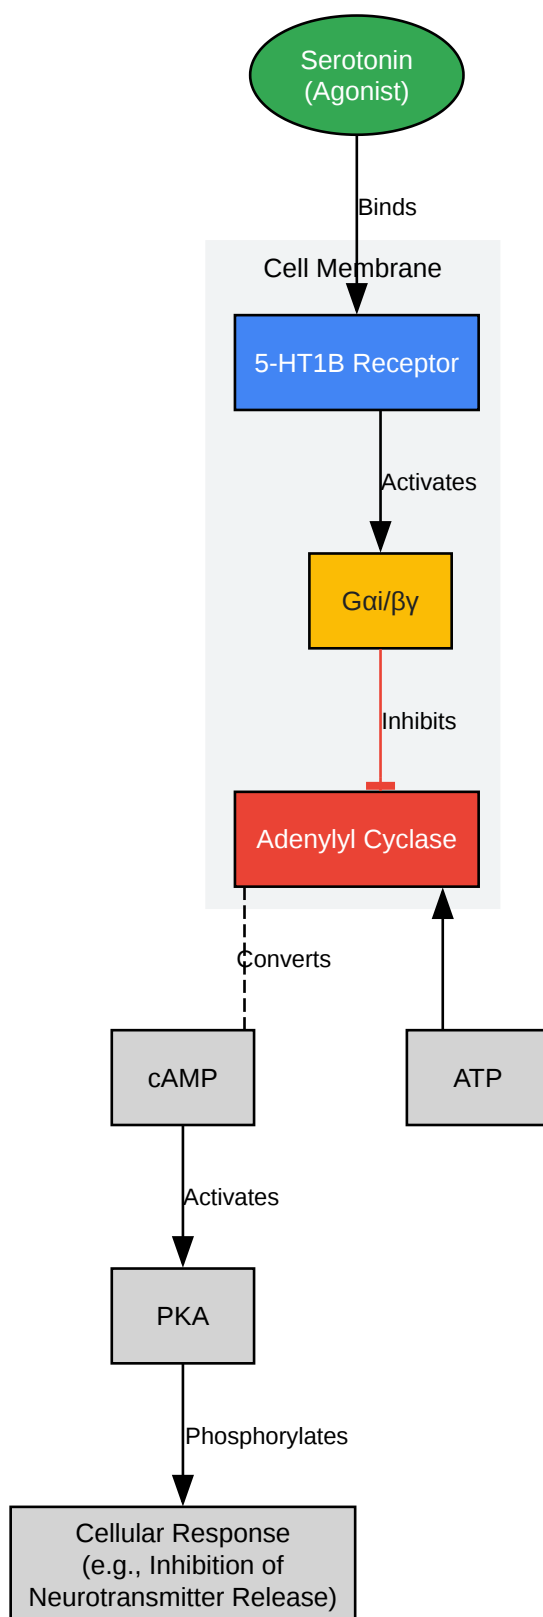 Serotonin
(Agonist)
Binds
Cell Membrane
5-HT1B Receptor
Activates
Gαi/βγ
Inhibits
Adenylyl Cyclase
Converts
cAMP
ATP
Activates
PKA
Phosphorylates
Cellular Response
(e.g., Inhibition of
Neurotransmitter Release)